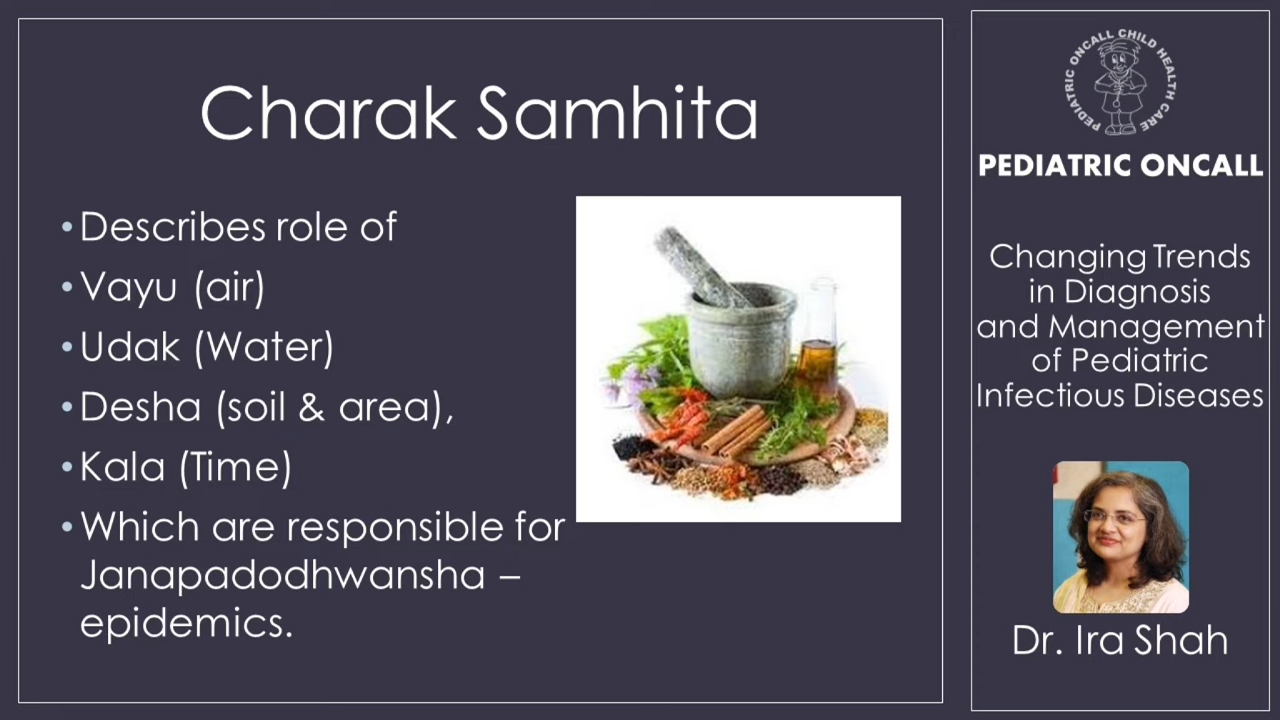 Charak Samhita
•Describes role of
•Vayu (air)
•Udak (Water)
•Desha (soil & area),
•Kala (Time)
•Which are responsible for
Janapadodhwansha –
epidemics.
PEDIATRIC ONCALL CHILD HEALTH CARE
PEDIATRIC ONCALL
Changing Trends
in Diagnosis
and Management
of Pediatric
Infectious Diseases
Dr. Ira Shah